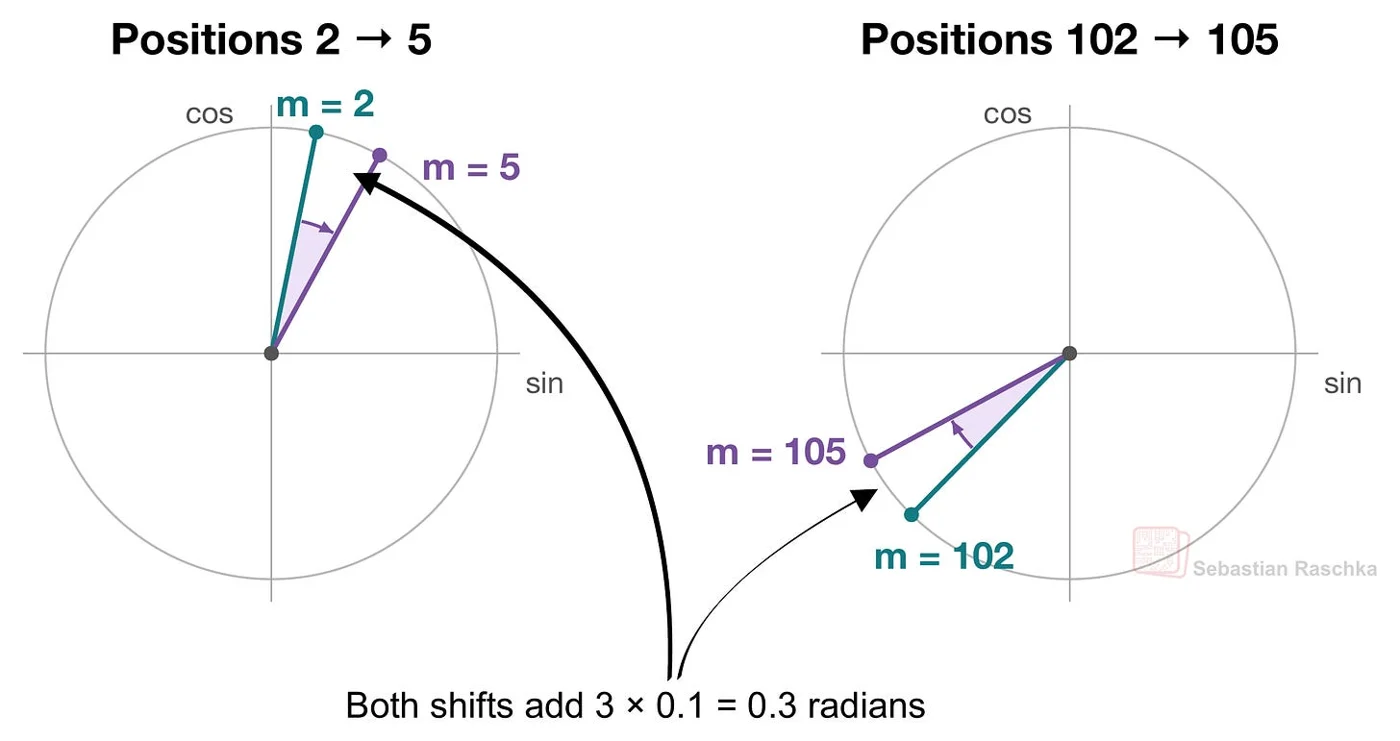 Positions 2 → 5
Positions 102 → 105
cos
m = 2
m = 5
sin
cos
sin
m = 105
m = 102
Sebastian Raschka
Both shifts add 3 × 0.1 = 0.3 radians